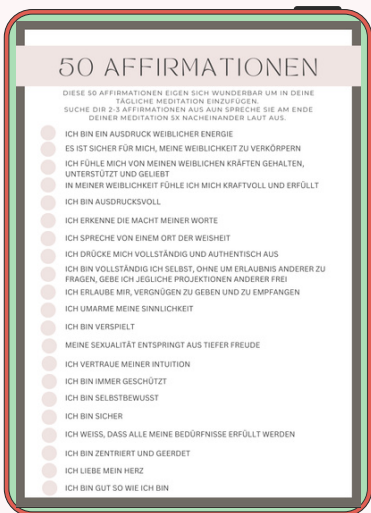 50 AFFIRMATIONEN
DIESE 50 AFFIRMATIONEN EIGEN SICH WUNDERBAR UM IN DEINE
TÄGLICHE MEDITATION EINZUFÜGEN.
SUCHE DIR 2-3 AFFIRMATIONEN AUS AUN SPRECHE SIE AM ENDE
DEINER MEDITATION 5X NACHEINANDER LAUT AUS.
ICH BIN EIN AUSDRUCK WEIBLICHER ENERGIE
ES IST SICHER FÜR MICH, MEINE WEIBLICHKEIT ZU VERKÖRPERN
ICH FÜHLE MICH VON MEINEN WEIBLICHEN KRÄFTEN GEHALTEN,
UNTERSTÜTZT UND GELIEBT
IN MEINER WEIBLICHKEIT FÜHLE ICH MICH KRAFTVOLL UND ERFÜLLT
ICH BIN AUSDRUCKSVOLL
ICH ERKENNE DIE MACHT MEINER WORTE
ICH SPRECHE VON EINEM ORT DER WEISHEIT
ICH DRÜCKE MICH VOLLSTÄNDIG UND AUTHENTISCH AUS
ICH BIN VOLLSTÄNDIG ICH SELBST, OHNE UM ERLAUBNIS ANDERER ZU
FRAGEN, GEBE ICH JEGLICHE PROJEKTIONEN ANDERER FREI
ICH ERLAUBE MIR, VERGNÜGEN ZU GEBEN UND ZU EMPFANGEN
ICH UMARME MEINE SINNLICHKEIT
ICH BIN VERSPIELT
MEINE SEXUALITÄT ENTSPRINGT AUS TIEFER FREUDE
ICH VERTRAUE MEINER INTUITION
ICH BIN IMMER GESCHÜTZT
ICH BIN SELBSTBEWUSST
ICH BIN SICHER
ICH WEISS, DASS ALLE MEINE BEDÜRFNISSE ERFÜLLT WERDEN
ICH BIN ZENTRIERT UND GEERDET
ICH LIEBE MEIN HERZ
ICH BIN GUT SO WIE ICH BIN